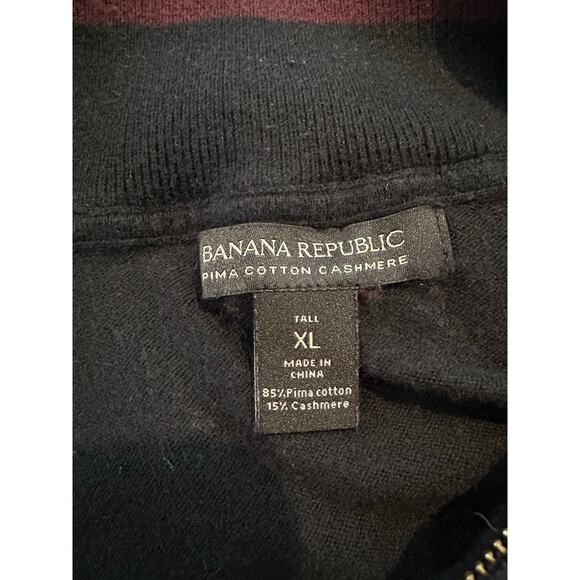 BANANA REPUBLIC
PIMA COTTON CASHMERE
TALL
XL
MADE IN
CHINA
85% Pima cotton
15% Cashmere